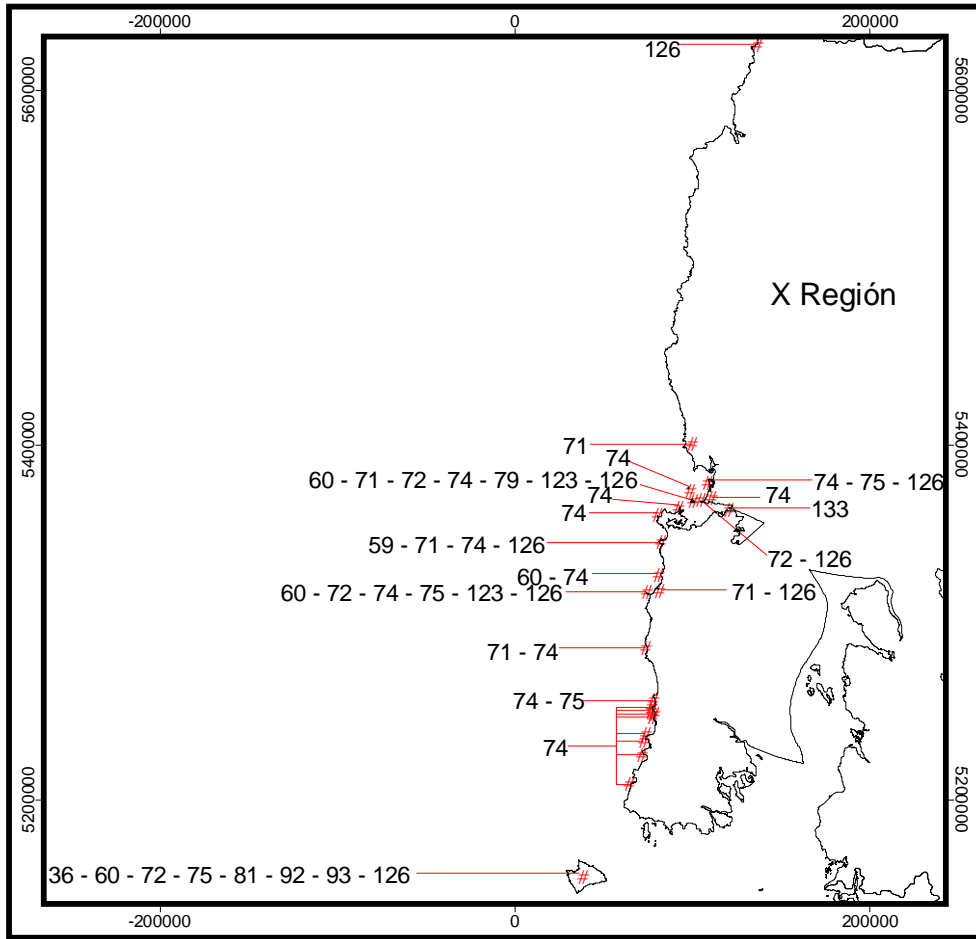 -200000 0 200000
126
5600000 5600000
X Región
5400000 5400000
71
74
60 - 71 - 72 - 74 - 79 - 123 - 126
74 - 75 - 126
74
74
133
74
59 - 71 - 74 - 126
72 - 126
60 - 74
60 - 72 - 74 - 75 - 123 - 126
71 - 126
71 - 74
74 - 75
74
5200000 5200000
36 - 60 - 72 - 75 - 81 - 92 - 93 - 126
-200000 0 200000